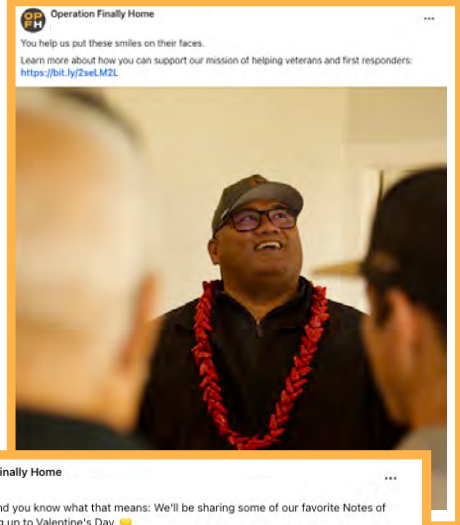 OP
FH
Operation Finally Home
You help us put these smiles on their faces.
Learn more about how you can support our mission of helping veterans and first responders:
https://bit.ly/2seLM2L
inally Home
nd you know what that means: We'll be sharing some of our favorite Notes of
g up to Valentine's Day.